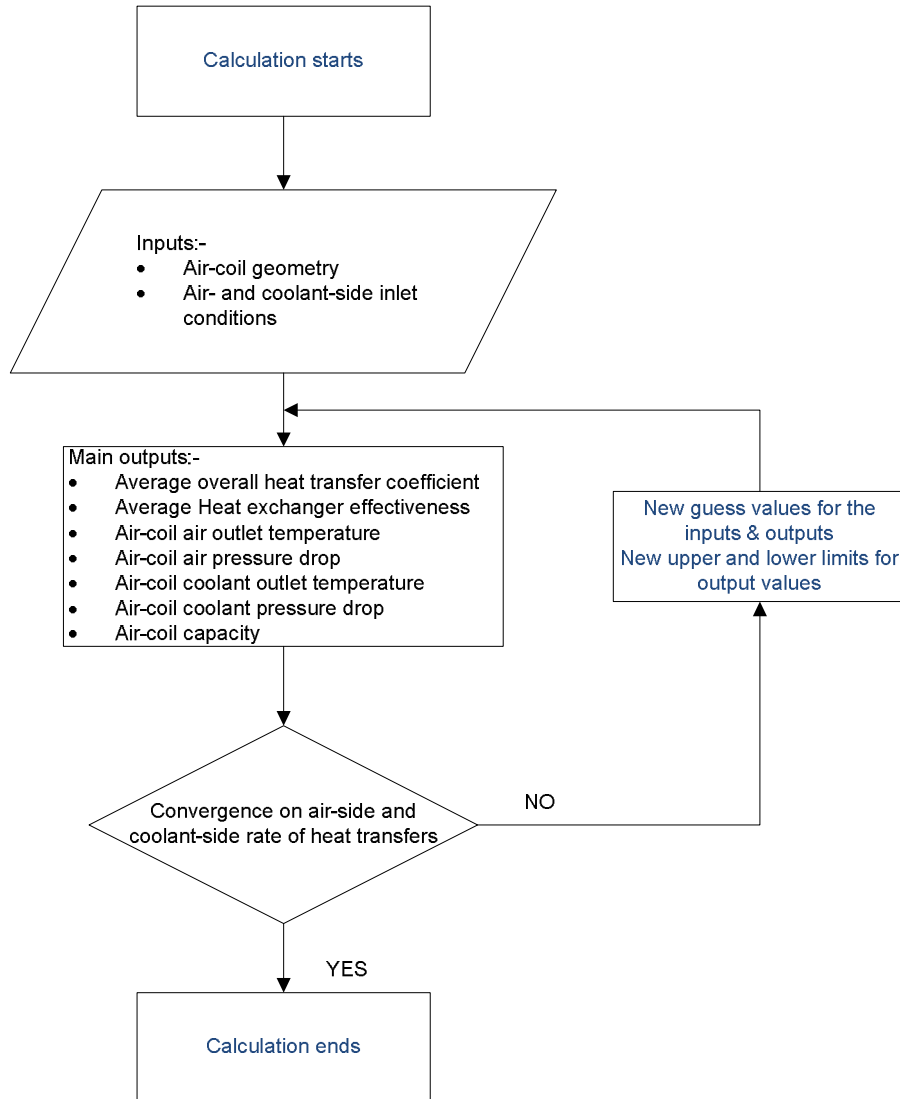 Calculation starts
Inputs:-
• Air-coil geometry
• Air- and coolant-side inlet
conditions
Main outputs:-
• Average overall heat transfer coefficient
• Average Heat exchanger effectiveness
• Air-coil air outlet temperature
• Air-coil air pressure drop
• Air-coil coolant outlet temperature
• Air-coil coolant pressure drop
• Air-coil capacity
New guess values for the
inputs & outputs
New upper and lower limits for
output values
Convergence on air-side and
coolant-side rate of heat transfers
NO
YES
Calculation ends